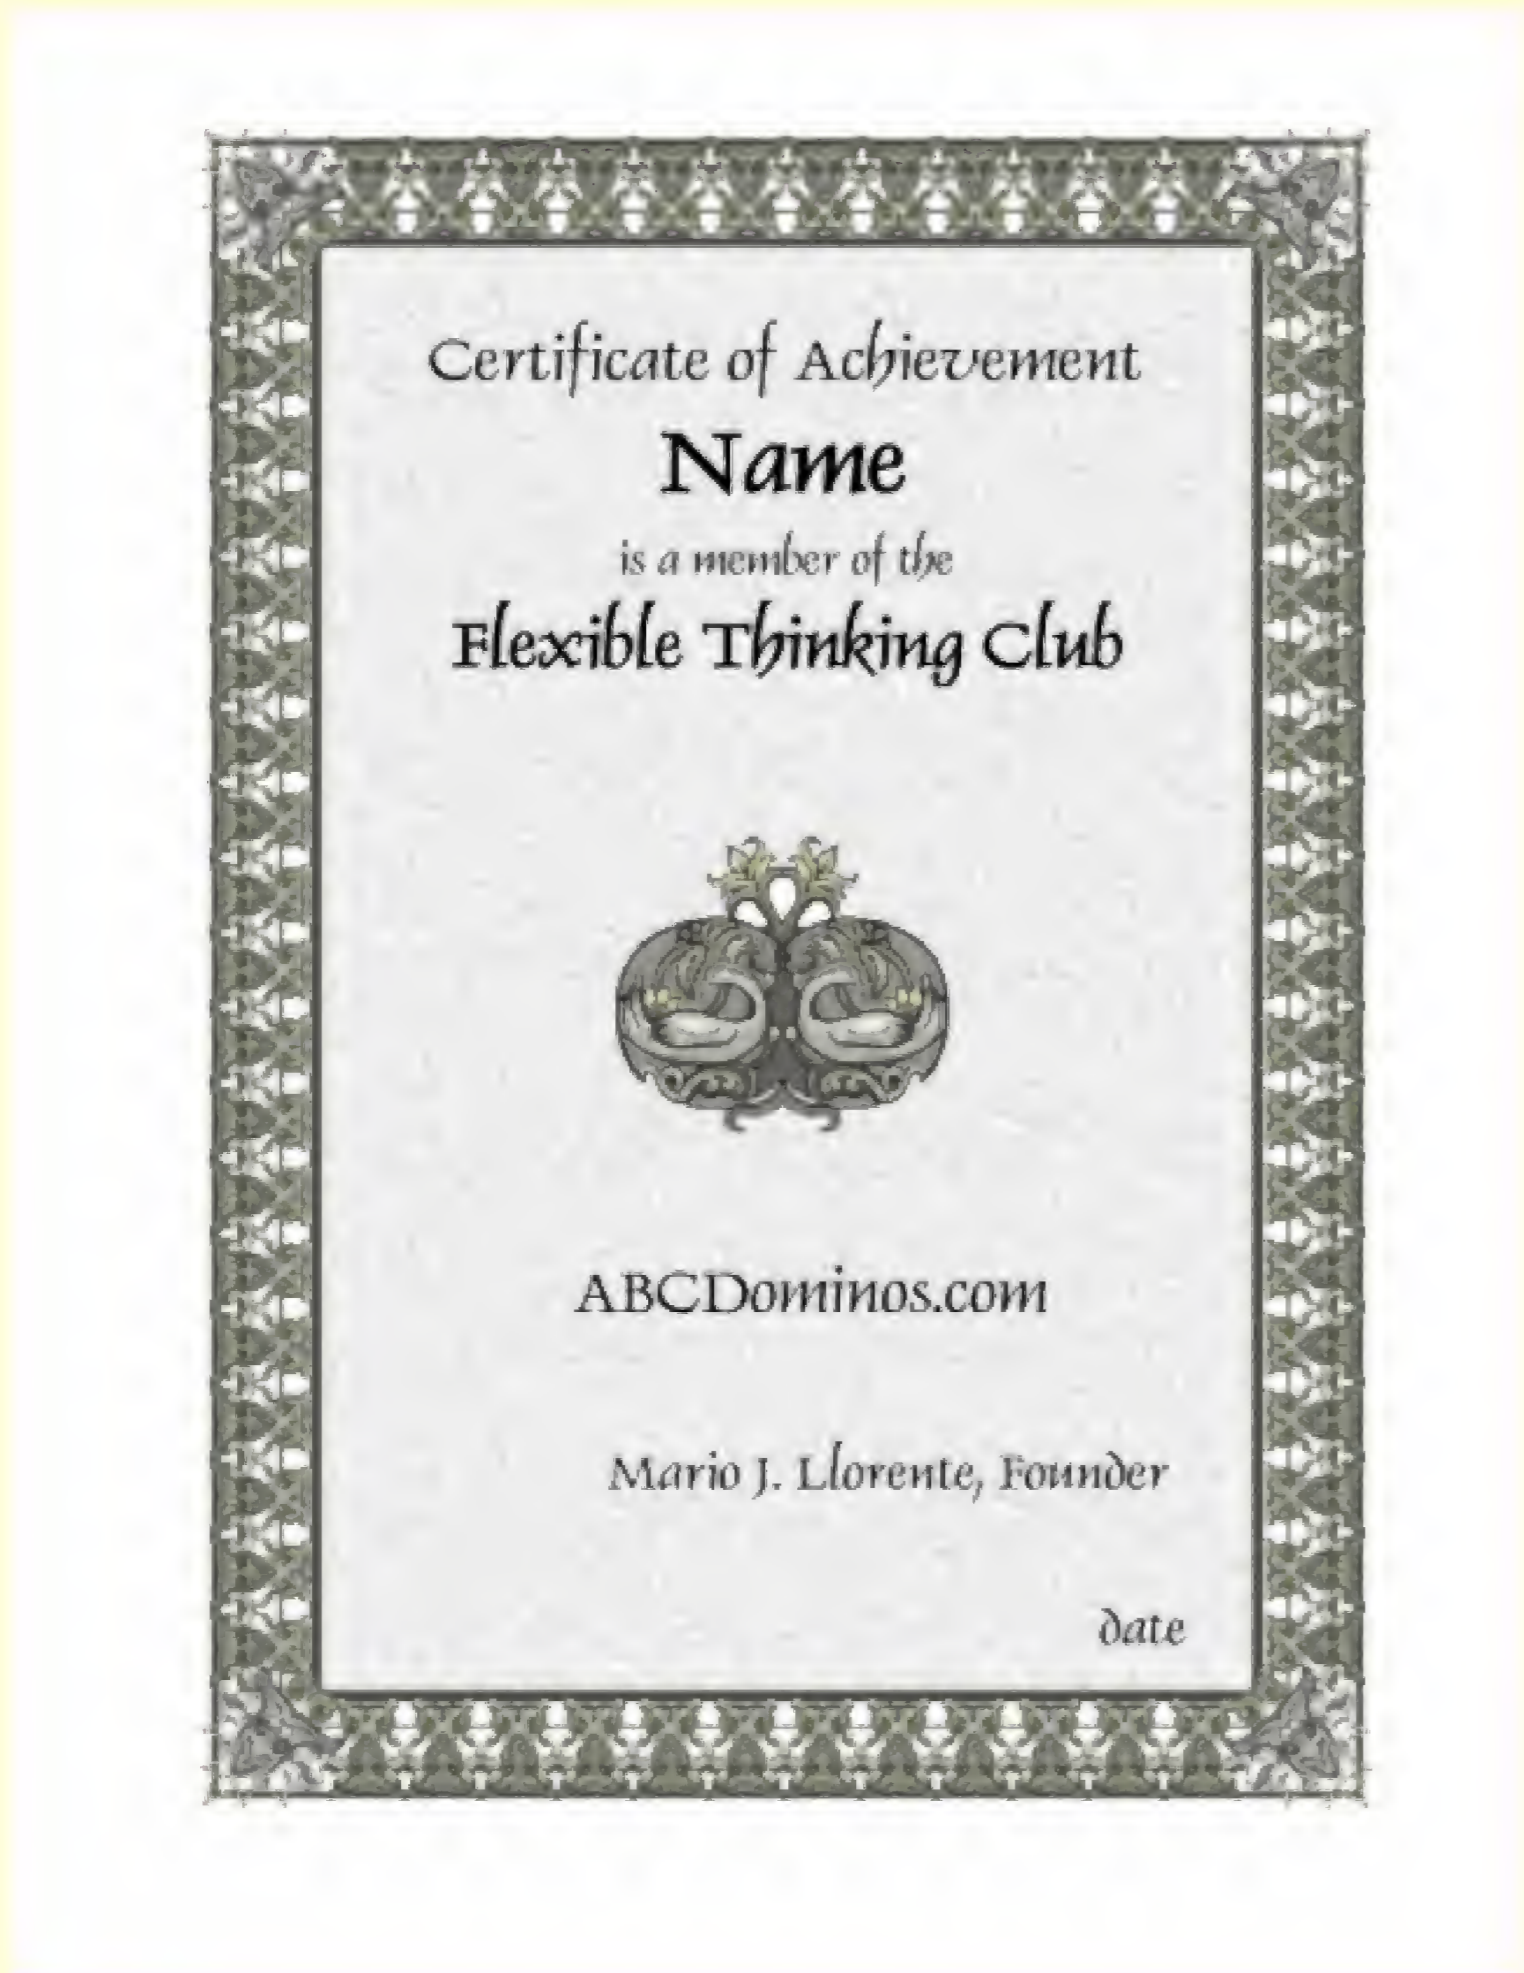 Certificate of Achievement
Name
is a member of the
Flexible Thinking Club
ABCDominos.com
Mario J. Llorente, Founder
date